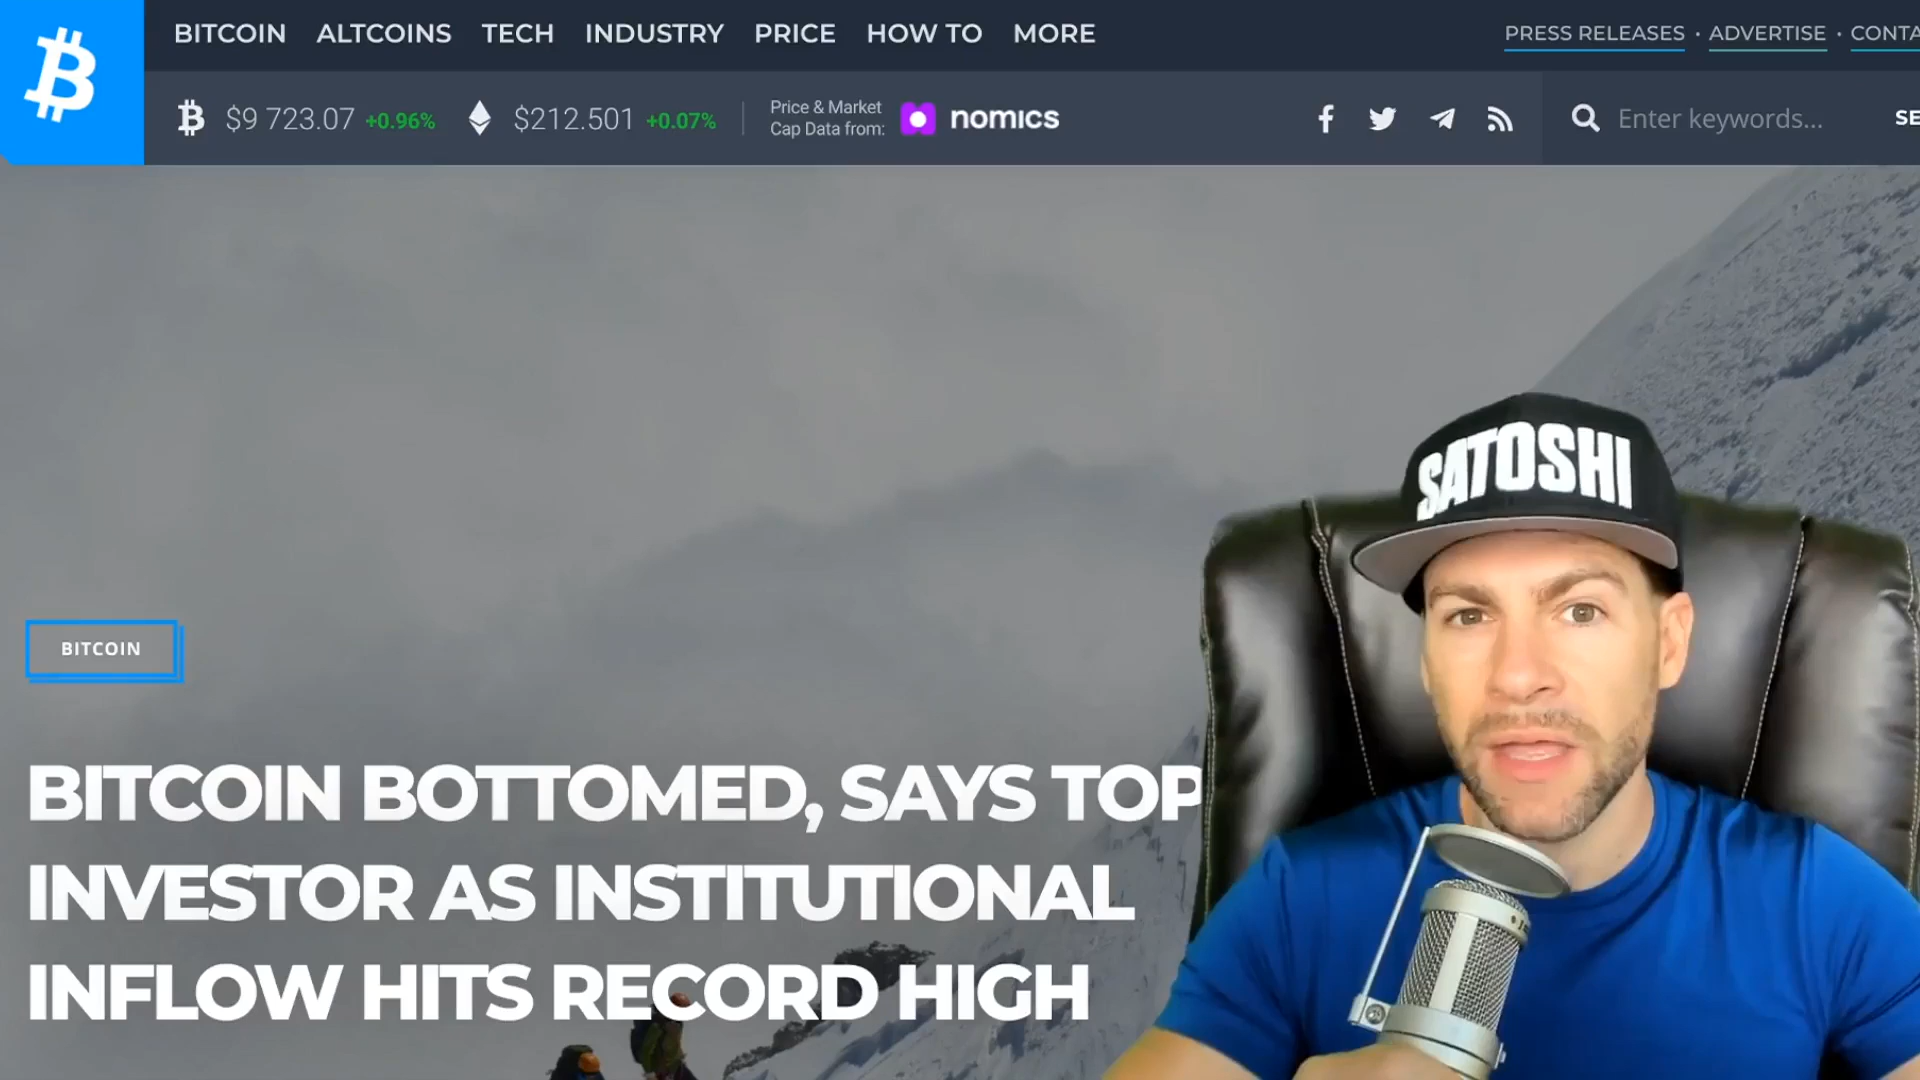 BITCOIN ALTCOINS TECH INDUSTRY PRICE HOW TO MORE
PRESS RELEASES · ADVERTISE · CONTA
$9 723.07 +0.96% $212.501 +0.07%
Price & Market
Cap Data from:
nomics
Enter keywords...
SE
SATOSHI
BITCOIN
BITCOIN BOTTOMED, SAYS TOP
INVESTOR AS INSTITUTIONAL
INFLOW HITS RECORD HIGH